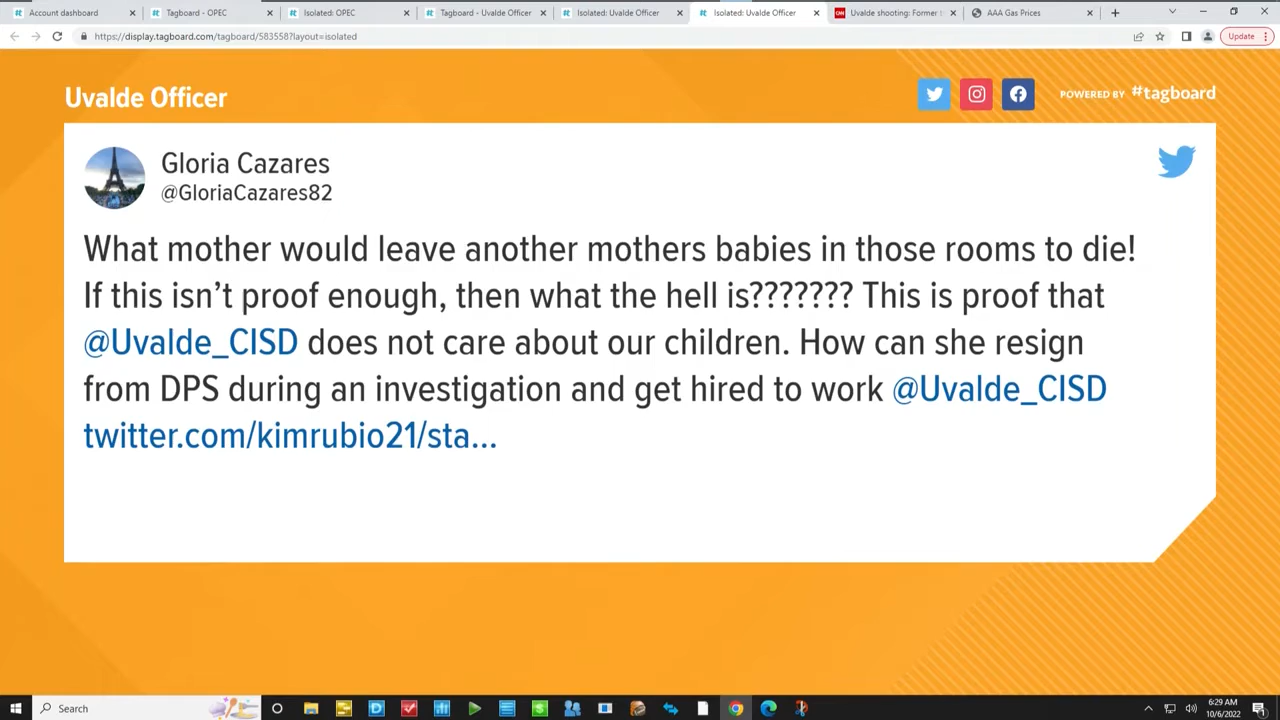 Account dashboard
Tagboard - OPEC
Isolated: OPEC
Tagboard - Uvalde Officer
Isolated: Uvalde Officer
Isolated: Uvalde Officer
CNN
Uvalde shooting: Former
AAA Gas Prices
https://display.tagboard.com/tagboard/583558?layout=isolated
Update
Uvalde Officer
POWERED BY #tagboard
Gloria Cazares
@GloriaCazares82
What mother would leave another mothers babies in those rooms to die!
If this isn’t proof enough, then what the hell is??????? This is proof that
@Uvalde_CISD does not care about our children. How can she resign
from DPS during an investigation and get hired to work @Uvalde_CISD
twitter.com/kimrubio21/sta...
Search
6:29 AM
10/6/2022